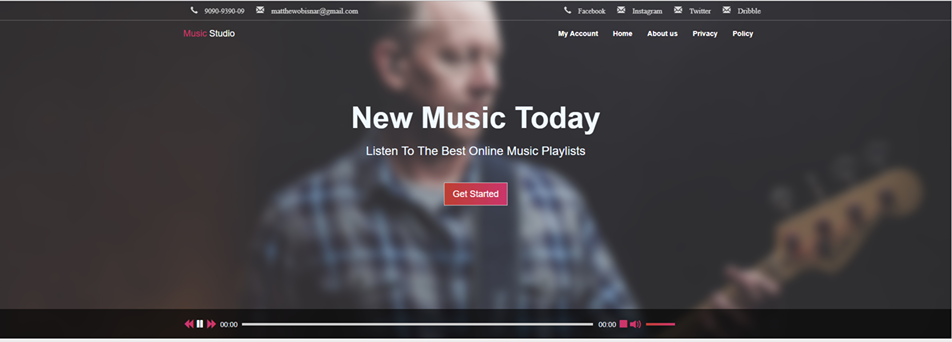 9090-9390-09 matthewobisnar@gmail.com Facebook Instagram Twitter Dribble
Music Studio My Account Home About us Privacy Policy
New Music Today
Listen To The Best Online Music Playlists
Get Started
00:00 00:00